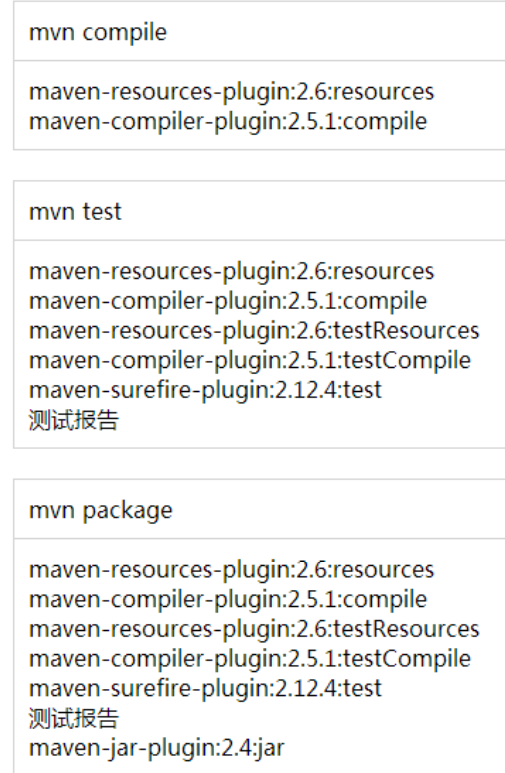 mvn compile
maven-resources-plugin:2.6:resources
maven-compiler-plugin:2.5.1:compile
mvn test
maven-resources-plugin:2.6:resources
maven-compiler-plugin:2.5.1:compile
maven-resources-plugin:2.6:testResources
maven-compiler-plugin:2.5.1:testCompile
maven-surefire-plugin:2.12.4:test
测试报告
mvn package
maven-resources-plugin:2.6:resources
maven-compiler-plugin:2.5.1:compile
maven-resources-plugin:2.6:testResources
maven-compiler-plugin:2.5.1:testCompile
maven-surefire-plugin:2.12.4:test
测试报告
maven-jar-plugin:2.4:jar